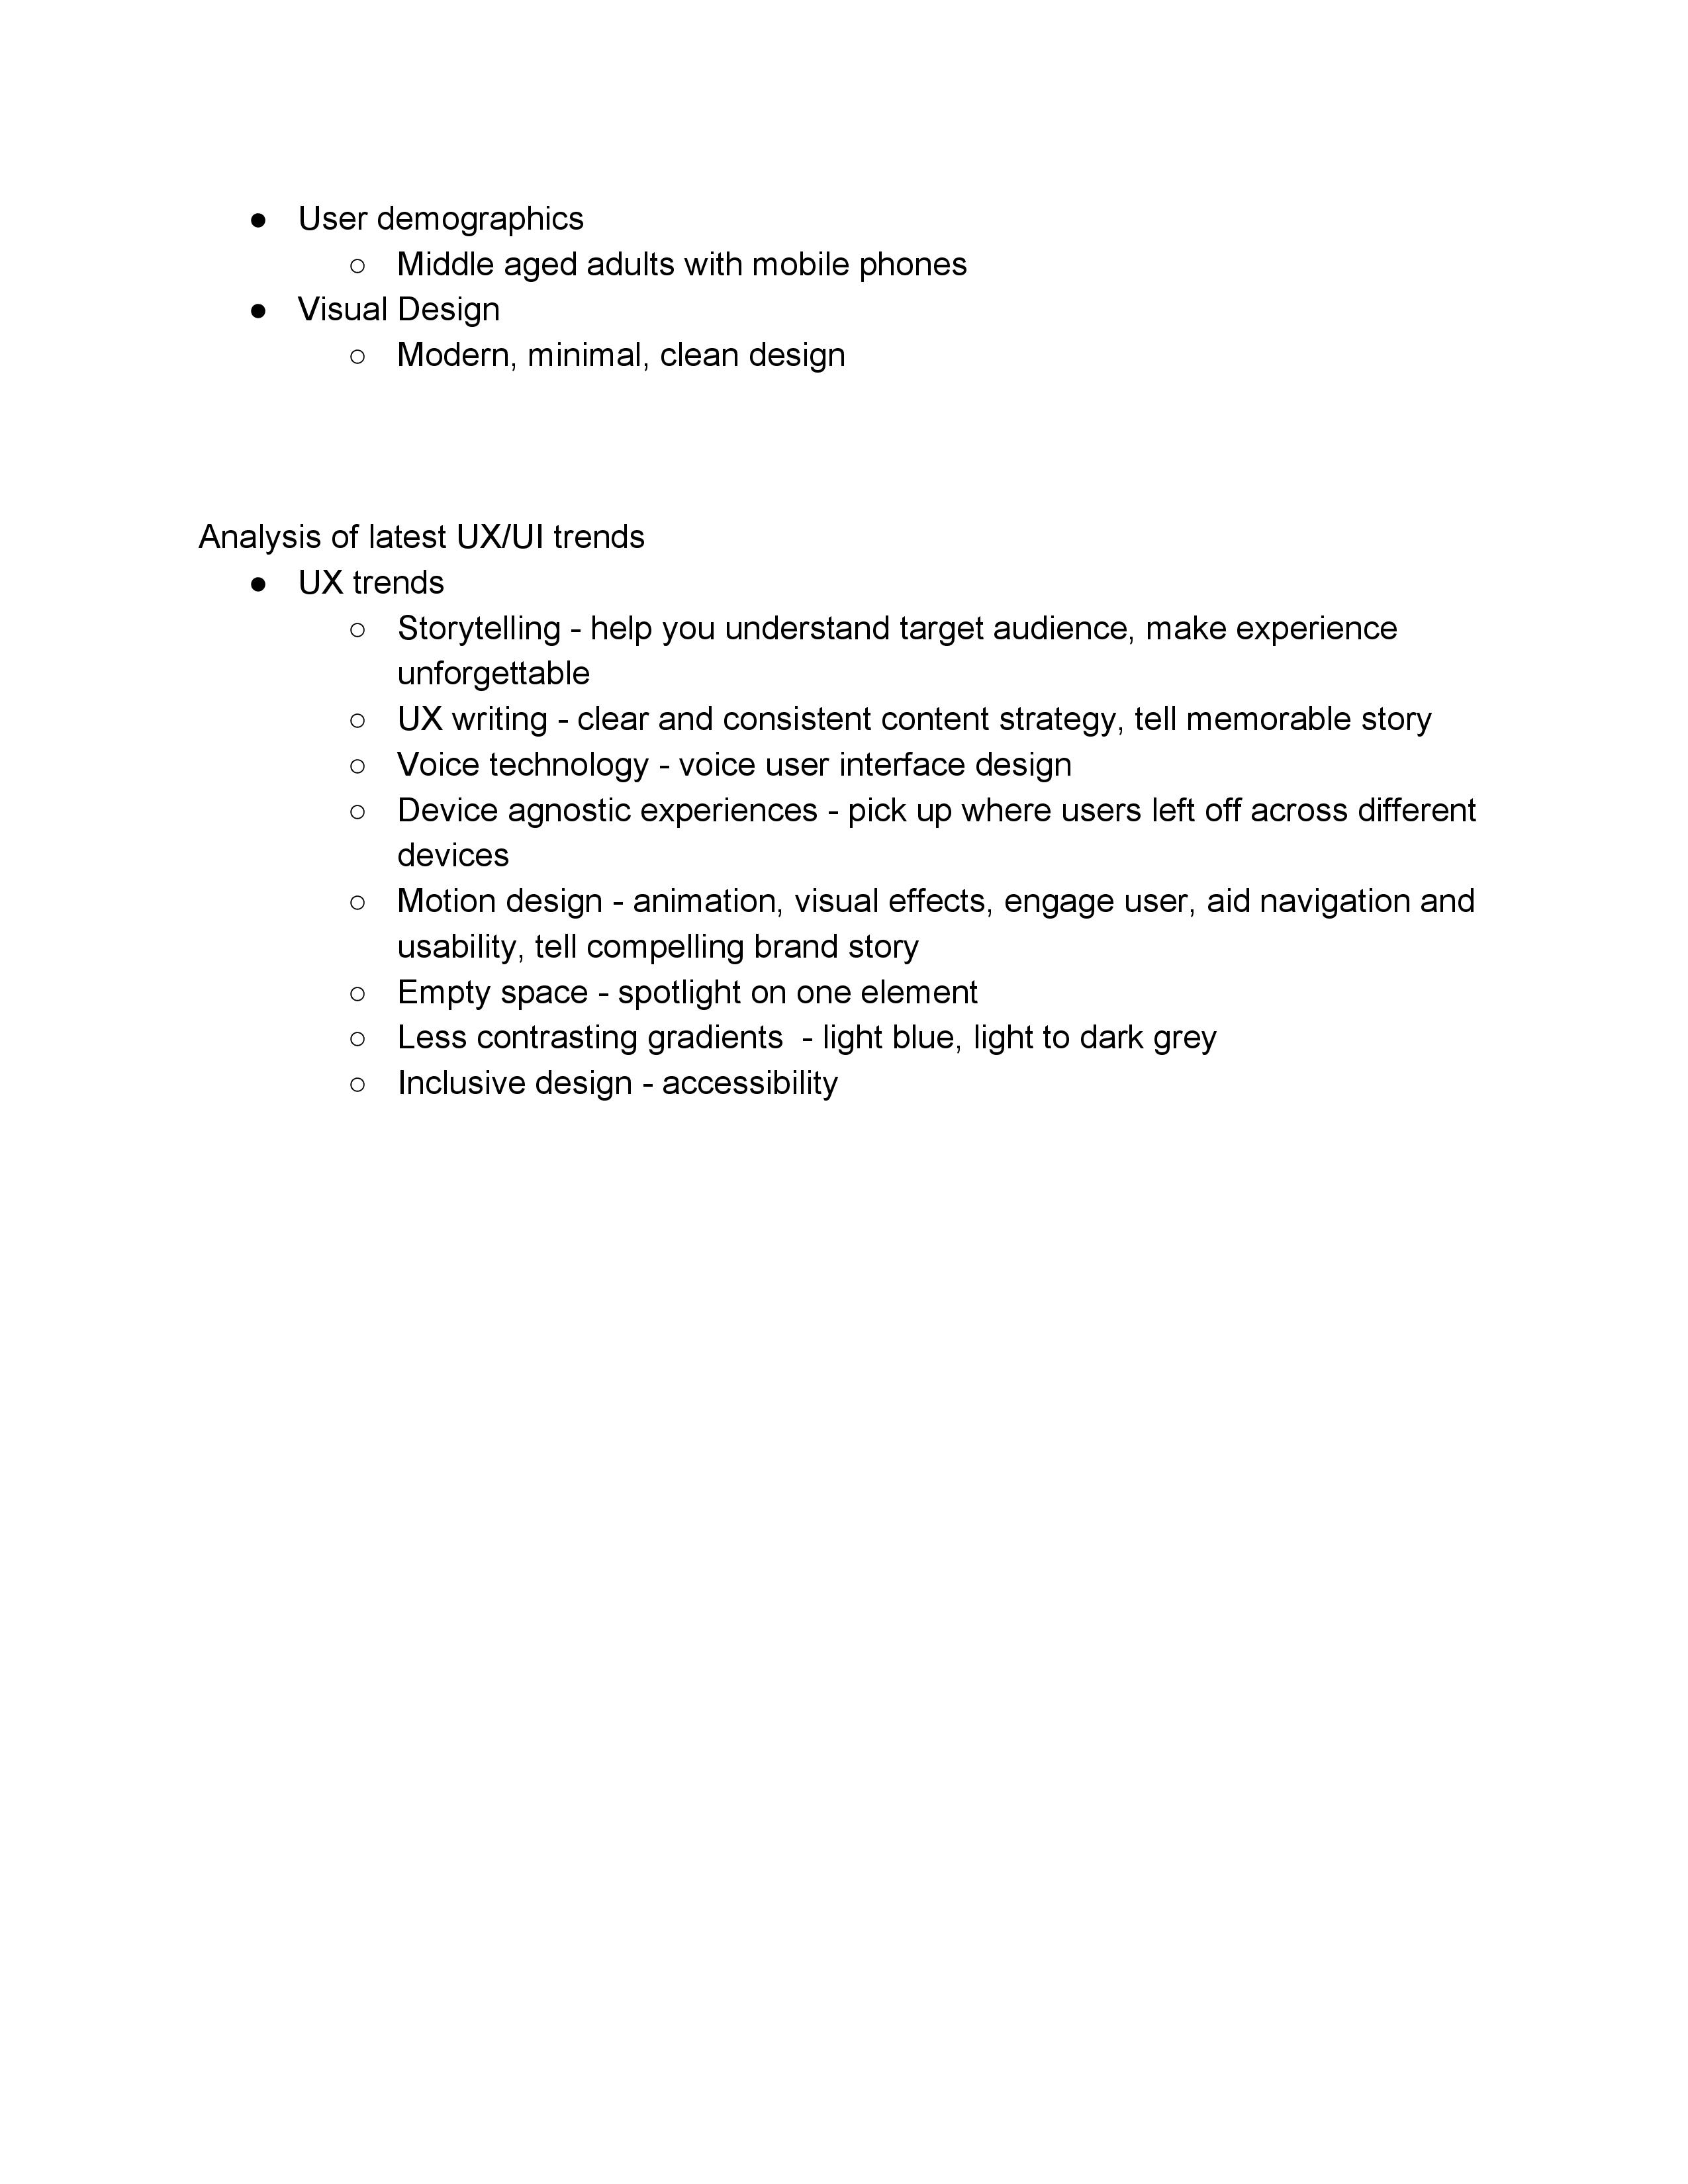 ● User demographics
○ Middle aged adults with mobile phones
● Visual Design
○ Modern, minimal, clean design
Analysis of latest UX/UI trends
● UX trends
○ Storytelling - help you understand target audience, make experience
unforgettable
○ UX writing - clear and consistent content strategy, tell memorable story
○ Voice technology - voice user interface design
○ Device agnostic experiences - pick up where users left off across different
devices
○ Motion design - animation, visual effects, engage user, aid navigation and
usability, tell compelling brand story
○ Empty space - spotlight on one element
○ Less contrasting gradients  - light blue, light to dark grey
○ Inclusive design - accessibility